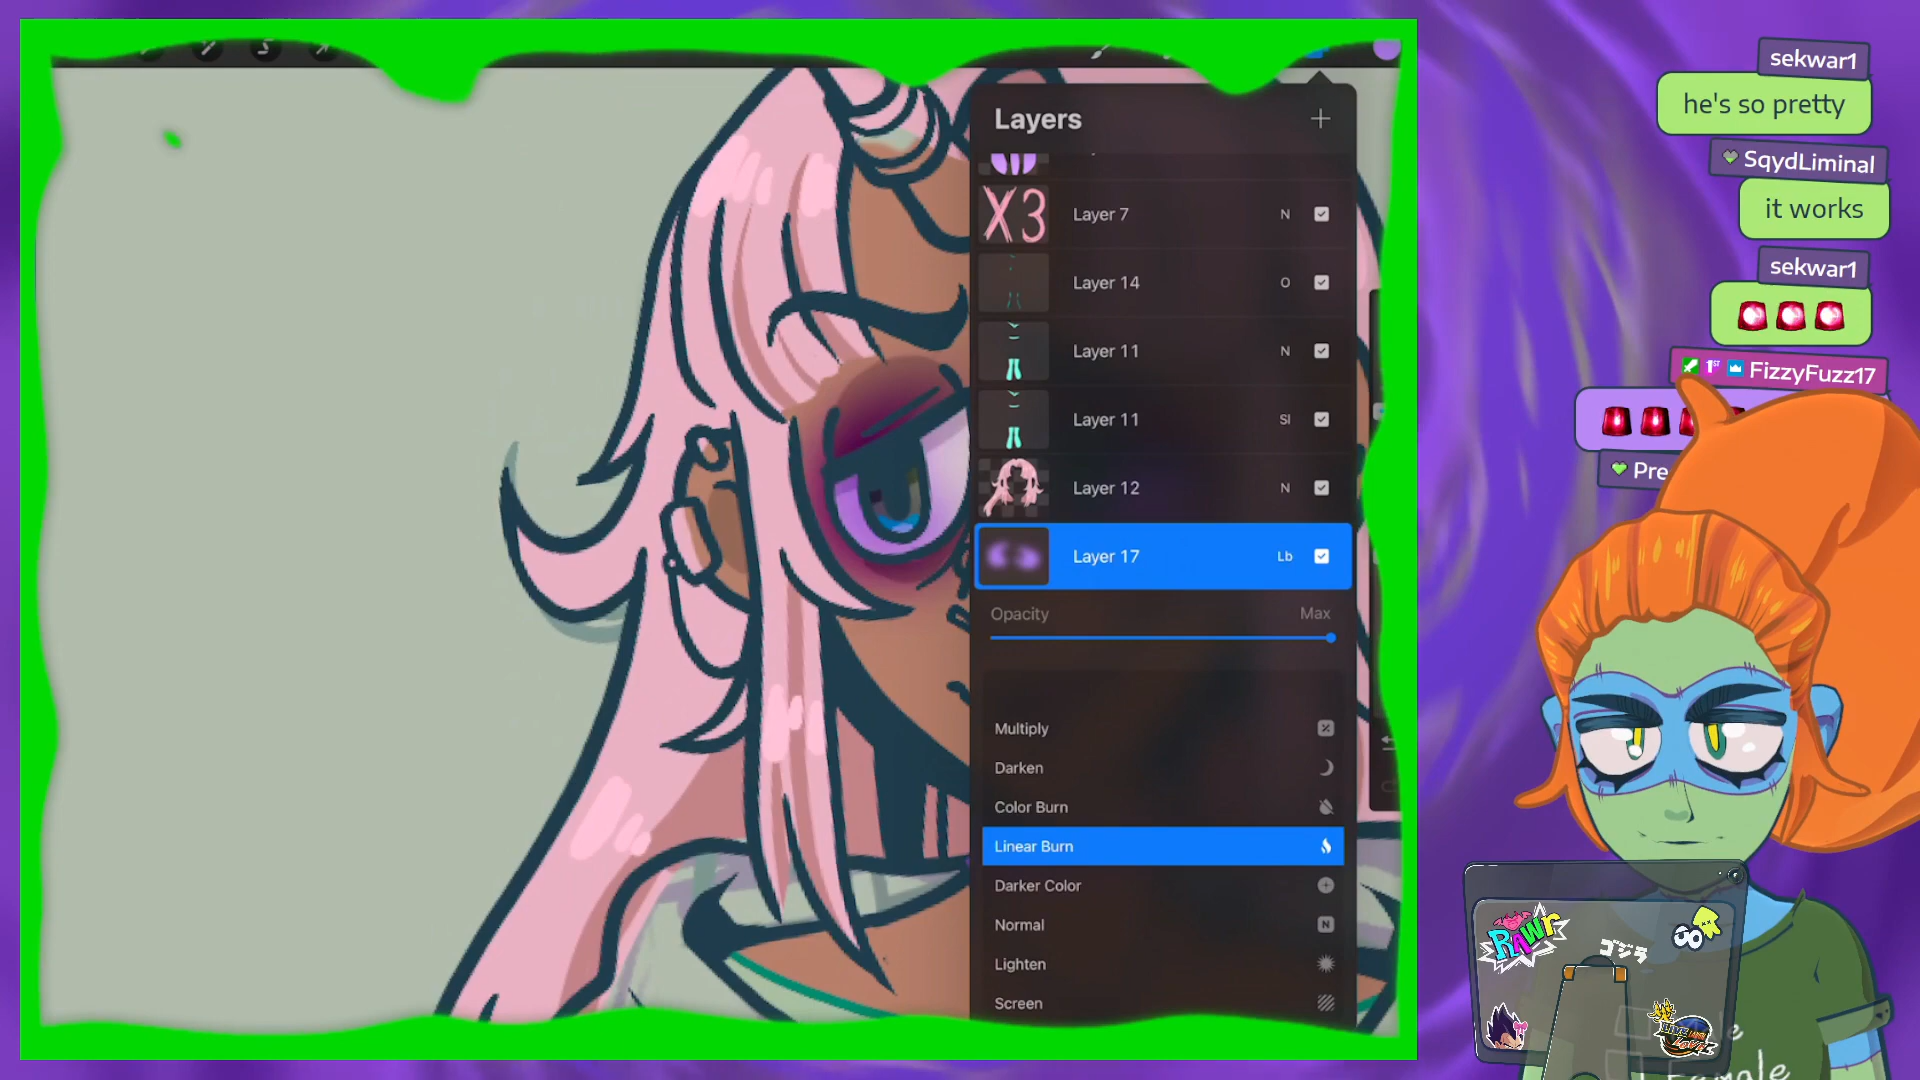 Layers
Layer 7
N
Layer 14
O
Layer 11
N
Layer 11
Sl
Layer 12
N
Layer 17
Lb
Opacity
Max
Multiply
Darken
Color Burn
Linear Burn
Darker Color
Normal
N
Lighten
Screen
X3
sekwar1
he's so pretty
SqydLiminal
it works
sekwar1
1ST
FizzyFuzz17
Pre
RAWR
ゴジラ